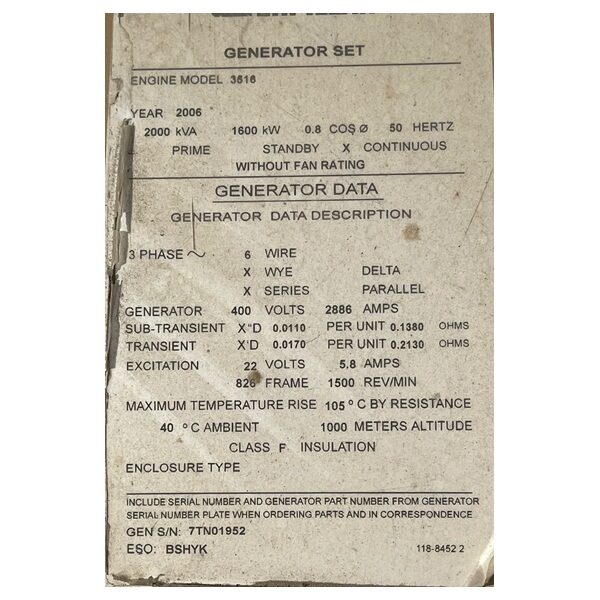 GENERATOR SET
ENGINE MODEL 3516
YEAR 2006
2000 kVA 1600 kW 0.8 COS Ø 50 HERTZ
PRIME STANDBY X CONTINUOUS
WITHOUT FAN RATING
GENERATOR DATA
GENERATOR DATA DESCRIPTION
3 PHASE ~ 6 WIRE
X WYE DELTA
X SERIES PARALLEL
GENERATOR 400 VOLTS 2886 AMPS
SUB-TRANSIENT X"D 0.0110 PER UNIT 0.1380 OHMS
TRANSIENT X'D 0.0170 PER UNIT 0.2130 OHMS
EXCITATION 22 VOLTS 5.8 AMPS
826 FRAME 1500 REV/MIN
MAXIMUM TEMPERATURE RISE 105 º C BY RESISTANCE
40 º C AMBIENT 1000 METERS ALTITUDE
CLASS F INSULATION
ENCLOSURE TYPE
INCLUDE SERIAL NUMBER AND GENERATOR PART NUMBER FROM GENERATOR
SERIAL NUMBER PLATE WHEN ORDERING PARTS AND IN CORRESPONDENCE
GEN S/N: 7TN01952
ESO: BSHYK 118-8452 2